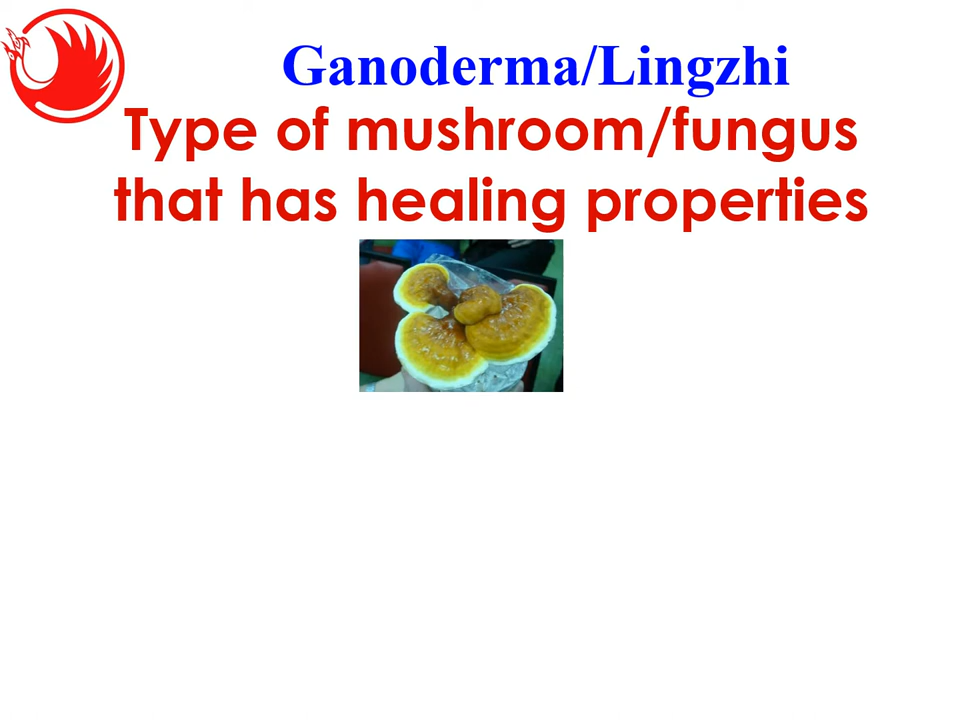 Ganoderma/Lingzhi
Type of mushroom/fungus
that has healing properties